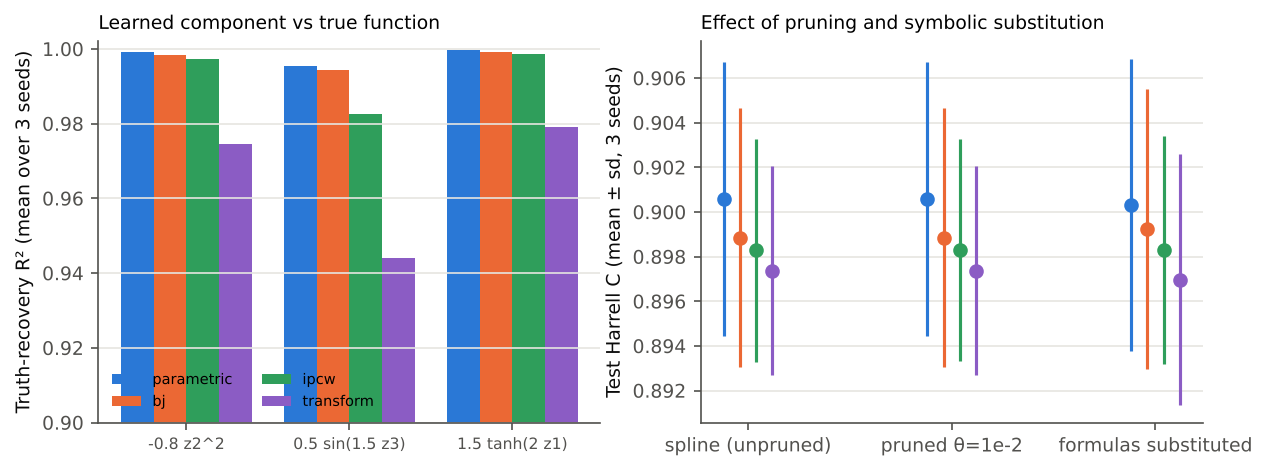 Learned component vs true function
Truth-recovery R² (mean over 3 seeds)
1.00
0.98
0.96
0.94
0.92
0.90
parametric
bj
ipcw
transform
-0.8 z2^2
0.5 sin(1.5 z3)
1.5 tanh(2 z1)
Effect of pruning and symbolic substitution
Test Harrell C (mean ± sd, 3 seeds)
0.906
0.904
0.902
0.900
0.898
0.896
0.894
0.892
spline (unpruned)
pruned θ=1e-2
formulas substituted